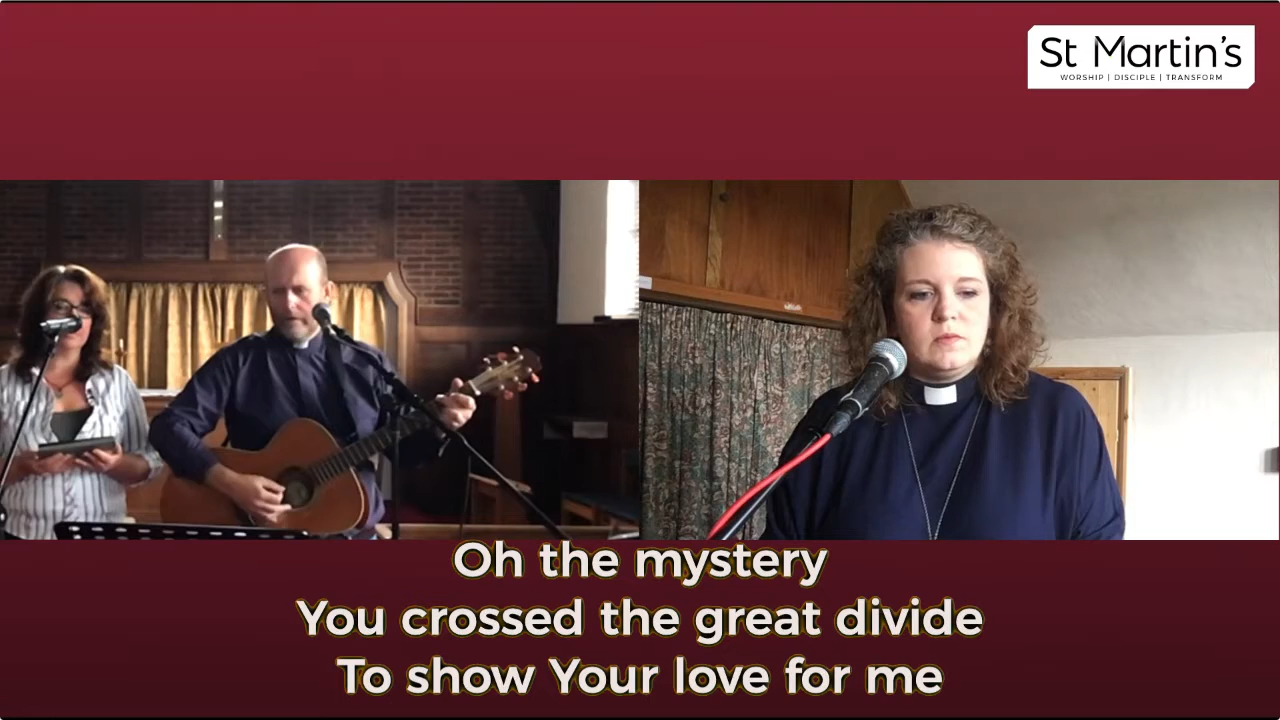 St Martin's
WORSHIP | DISCIPLE | TRANSFORM
Oh the mystery
You crossed the great divide
To show Your love for me